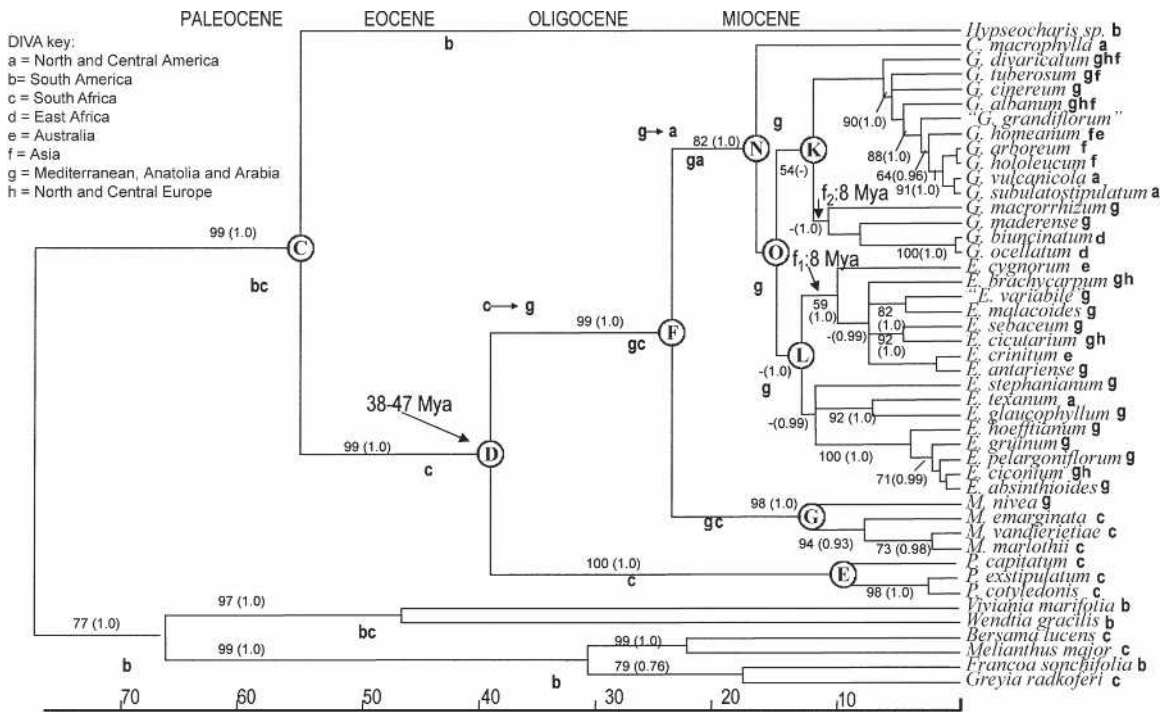 PALEOCENE EOCENE OLIGOCENE MIOCENE
DIVA key:
a = North and Central America
b= South America
c = South Africa
d = East Africa
e = Australia
f = Asia
g = Mediterranean, Anatolia and Arabia
h = North and Central Europe
Hypseocharis sp. b
C. macrophylla a
G. divaricatum ghf
G. tuberosum gf
G. cinereum g
G. albanum ghf
"G. grandiflorum"
G. homeanum fe
G. arboreum f
G. hololeucum f
G. vulcanicola a
G. subulatostipulatum a
G. macrorrhizum g
G. maderense g
G. biuncinatum d
G. ocellatum d
E. cygnorum e
E. brachycarpum gh
"E. variabile" g
E. malacoides g
E. sebaceum g
E. cicutarium gh
E. crinitum e
E. antariense g
E. stephanianum g
E. texanum a
E. glaucophyllum g
E. hoefftianum g
E. gruinum g
E. pelargoniflorum g
E. ciconium gh
E. absinthioides g
M. nivea g
M. emarginata c
M. vandierietiae c
M. marlothii c
P. capitatum c
P. exstipulatum c
P. cotyledonis c
Viviania marifolia b
Wendtia gracilis b
Bersama lucens c
Melianthus major c
Francoa sonchifolia b
Greyia radkoferi c
b
99 (1.0)
C
bc
38-47 Mya
99 (1.0)
D
c
c → g
99 (1.0)
F
gc
g → a
82 (1.0)
N
ga
g
K
54(-)
O
g
90(1.0)
88(1.0)
64(0.96)
91(1.0)
f2:8 Mya
-(1.0)
100(1.0)
f1:8 Mya
59
(1.0)
-(0.99)
82
(1.0)
92
(1.0)
-(1.0)
L
g
-(0.99)
92 (1.0)
100 (1.0)
71(0.99)
98 (1.0)
G
gc
94 (0.93)
73 (0.98)
100 (1.0)
E
c
98 (1.0)
77 (1.0)
b
97 (1.0)
bc
99 (1.0)
b
99 (1.0)
79 (0.76)
70 60 50 40 30 20 10